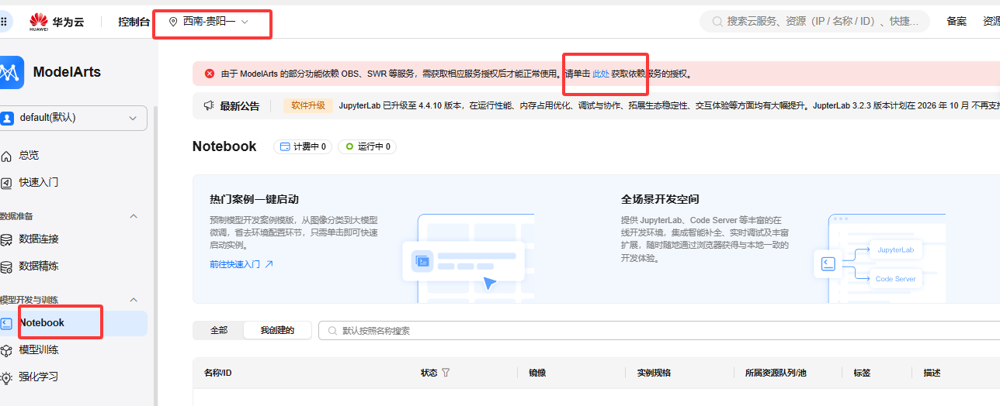 HUAWEI
华为云
控制台
西南-贵阳一
搜索云服务、资源（IP / 名称 / ID）、快捷...
备案
资源
ModelArts
由于 ModelArts 的部分功能依赖 OBS、SWR 等服务，需获取相应服务授权后才能正常使用。请单击 此处 获取依赖服务的授权。
最新公告
软件升级
JupyterLab 已升级至 4.4.10 版本，在运行性能、内存占用优化、调试与协作、拓展生态稳定性、交互体验等方面均有大幅提升。JupterLab 3.2.3 版本计划在 2026 年 10 月 不再支持
default(默认)
Notebook
计费中 0
运行中 0
总览
快速入门
数据准备
数据连接
数据精炼
模型开发与训练
Notebook
模型训练
强化学习
热门案例一键启动
预制模型开发案例模版，从图像分类到大模型
微调，省去环境配置环节，只需单击即可快速
启动实例。
前往快速入门
全场景开发空间
提供 JupyterLab、Code Server 等丰富的在
线开发环境，集成智能补全、实时调试及丰富
扩展，随时随地通过浏览器获得与本地一致的
开发体验。
JupyterLab
Code Server
全部
我创建的
默认按照名称搜索
名称/ID
状态
镜像
实例规格
所属资源队列/池
标签
描述